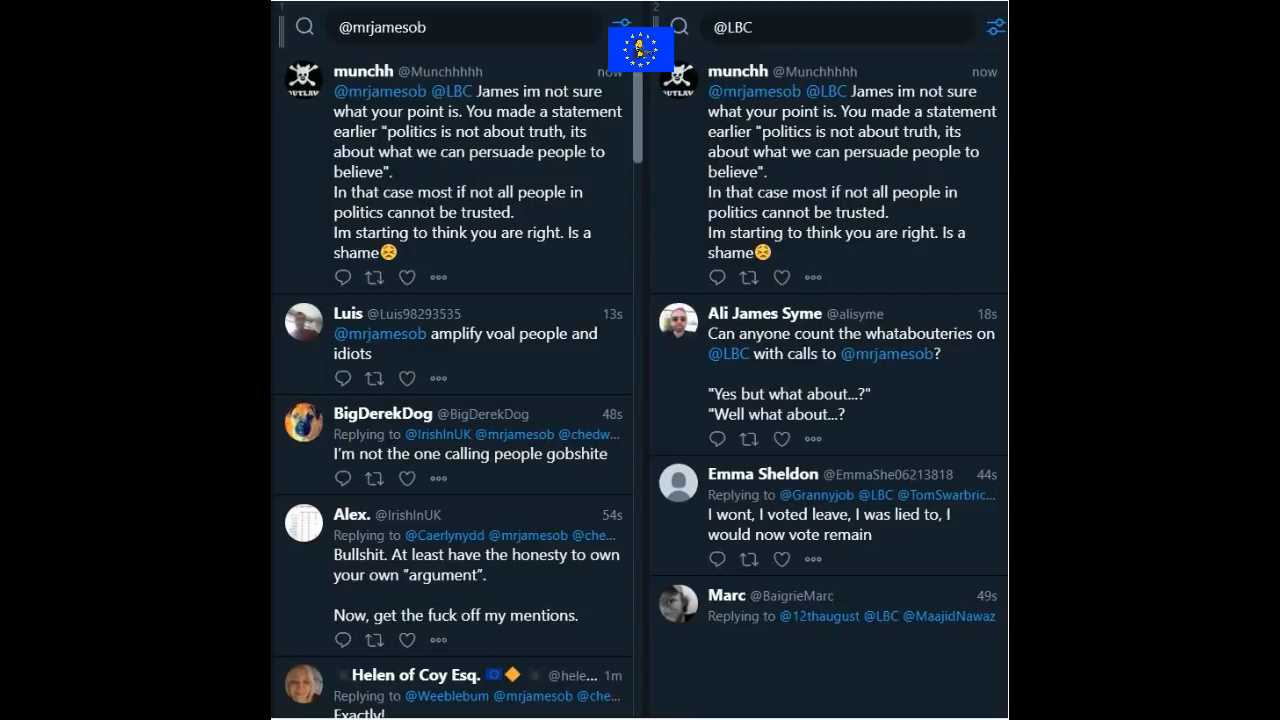 1
@mrjamesob
munchh @Munchhhhh now
@mrjamesob @LBC James im not sure
what your point is. You made a statement
earlier "politics is not about truth, its
about what we can persuade people to
believe".
In that case most if not all people in
politics cannot be trusted.
Im starting to think you are right. Is a
shame😣
Luis @Luis98293535 13s
@mrjamesob amplify voal people and
idiots
BigDerekDog @BigDerekDog 48s
Replying to @IrishInUK @mrjamesob @chedw...
I’m not the one calling people gobshite
Alex. @IrishInUK 54s
Replying to @Caerlynydd @mrjamesob @che...
Bullshit. At least have the honesty to own
your own “argument”.
Now, get the fuck off my mentions.
Helen of Coy Esq. 🇪🇺🔶 @hele... 1m
Replying to @Weeblebum @mrjamesob @che...
Exactly!
2
@LBC
munchh @Munchhhhh now
@mrjamesob @LBC James im not sure
what your point is. You made a statement
earlier "politics is not about truth, its
about what we can persuade people to
believe".
In that case most if not all people in
politics cannot be trusted.
Im starting to think you are right. Is a
shame😣
Ali James Syme @alisyme 18s
Can anyone count the whatabouteries on
@LBC with calls to @mrjamesob?
"Yes but what about...?"
"Well what about...?
Emma Sheldon @EmmaShe06213818 44s
Replying to @Grannyjob @LBC @TomSwarbric...
I wont, I voted leave, I was lied to, I
would now vote remain
Marc @BaigrieMarc 49s
Replying to @12thaugust @LBC @MaajidNawaz